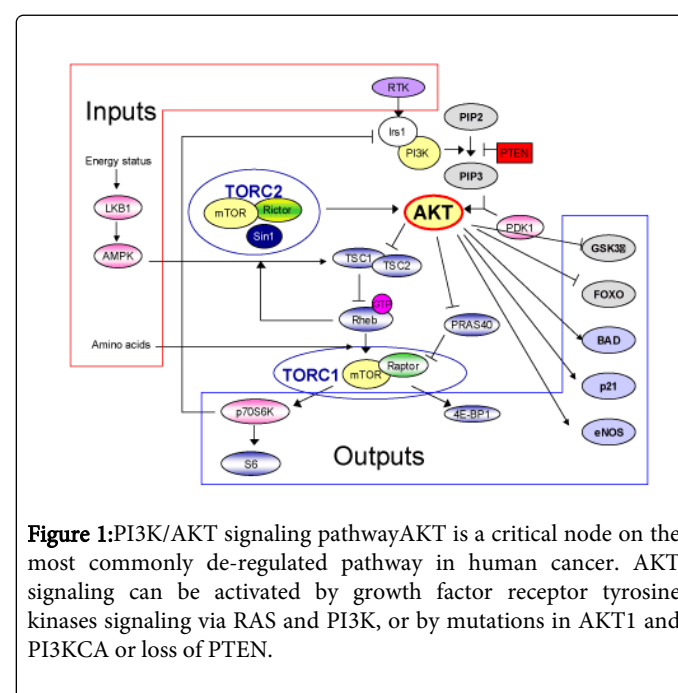 Inputs
RTK
Irs1
PI3K
PIP2
PTEN
PIP3
Energy status
LKB1
AMPK
TORC2
mTOR
Rictor
Sin1
AKT
PDK1
TSC1
TSC2
GTP
Rheb
PRAS40
Amino acids
TORC1
mTOR
Raptor
p70S6K
4E-BP1
S6
Outputs
FOXO
BAD
p21
eNOS
Figure 1:PI3K/AKT signaling pathwayAKT is a critical node on the
most commonly de-regulated pathway in human cancer. AKT
signaling can be activated by growth factor receptor tyrosine
kinases signaling via RAS and PI3K, or by mutations in AKT1 and
PI3KCA or loss of PTEN.